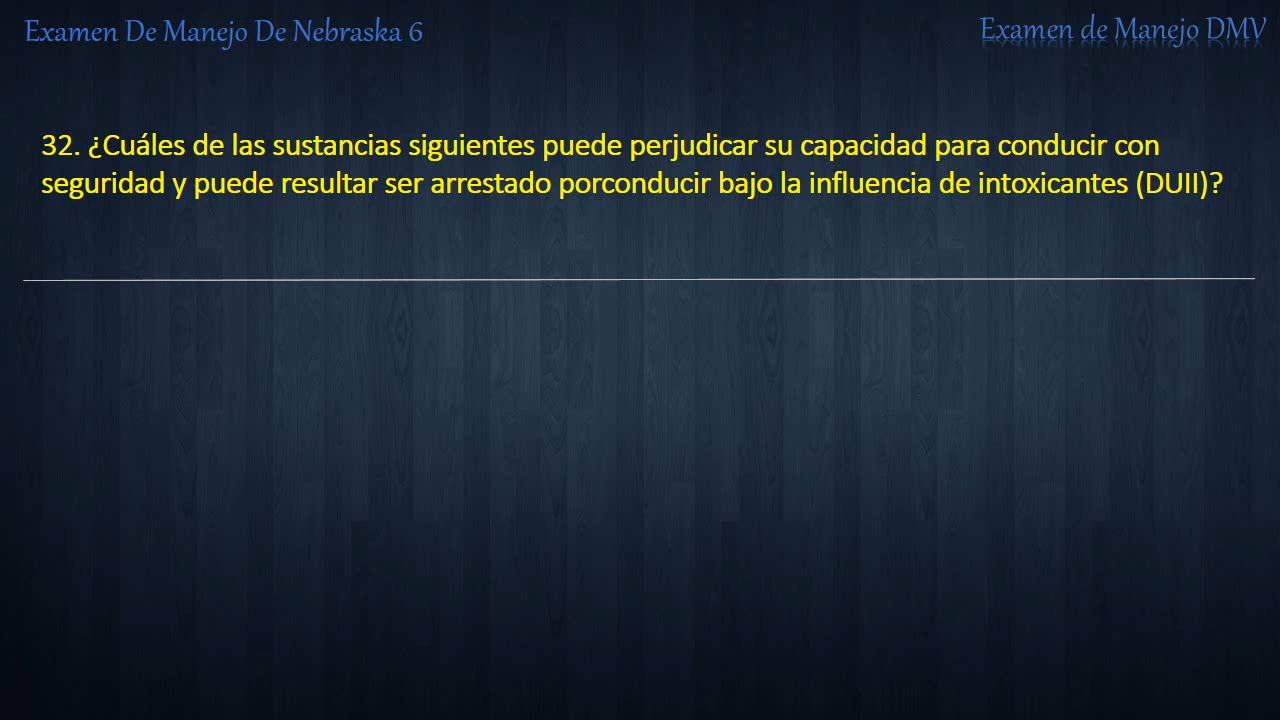 Examen De Manejo De Nebraska 6
Examen de Manejo DMV
32. ¿Cuáles de las sustancias siguientes puede perjudicar su capacidad para conducir con
seguridad y puede resultar ser arrestado porconducir bajo la influencia de intoxicantes (DUII)?